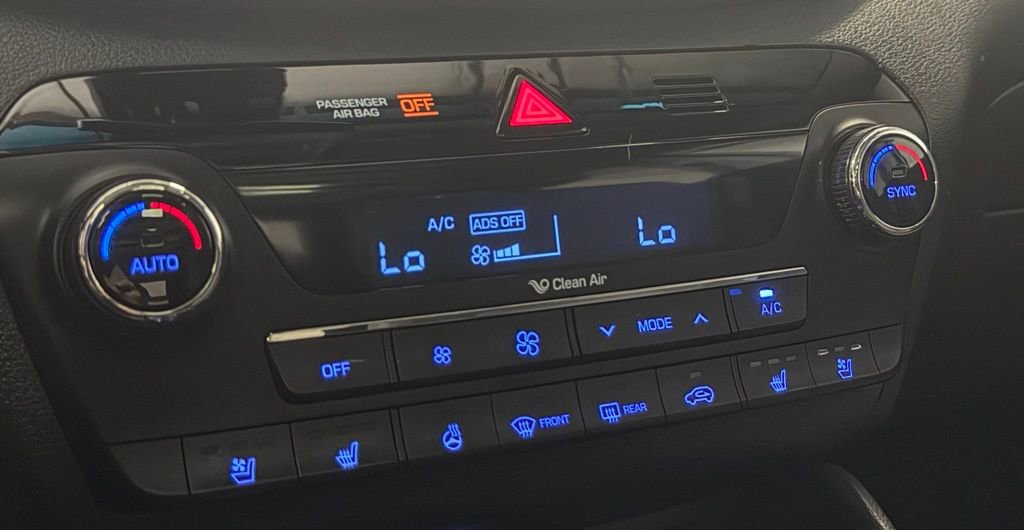 PASSENGER
AIR BAG
OFF
AUTO
A/C
ADS OFF
Lo
Lo
SYNC
Clean Air
OFF
MODE
A/C
FRONT
REAR